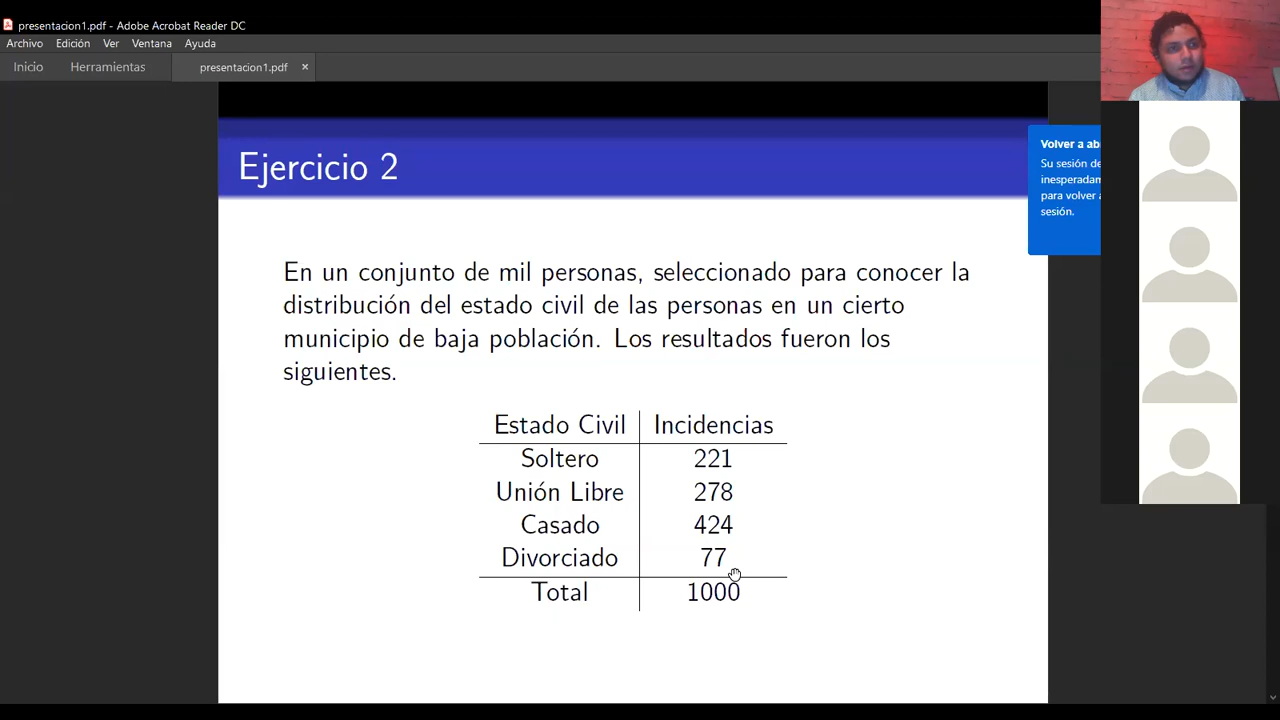 presentacion1.pdf - Adobe Acrobat Reader DC
Archivo Edición Ver Ventana Ayuda
Inicio Herramientas presentacion1.pdf ×
Ejercicio 2
En un conjunto de mil personas, seleccionado para conocer la
distribución del estado civil de las personas en un cierto
municipio de baja población. Los resultados fueron los
siguientes.
Estado Civil Incidencias
Soltero 221
Unión Libre 278
Casado 424
Divorciado 77
Total 1000
Volver a
Su sesión
para volver
sesión.